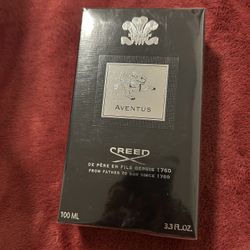 AVENTUS
CREED
DE PÈRE EN FILS DEPUIS 1760
FROM FATHER TO SON SINCE 1760
100 ML
3.3 FL.OZ.